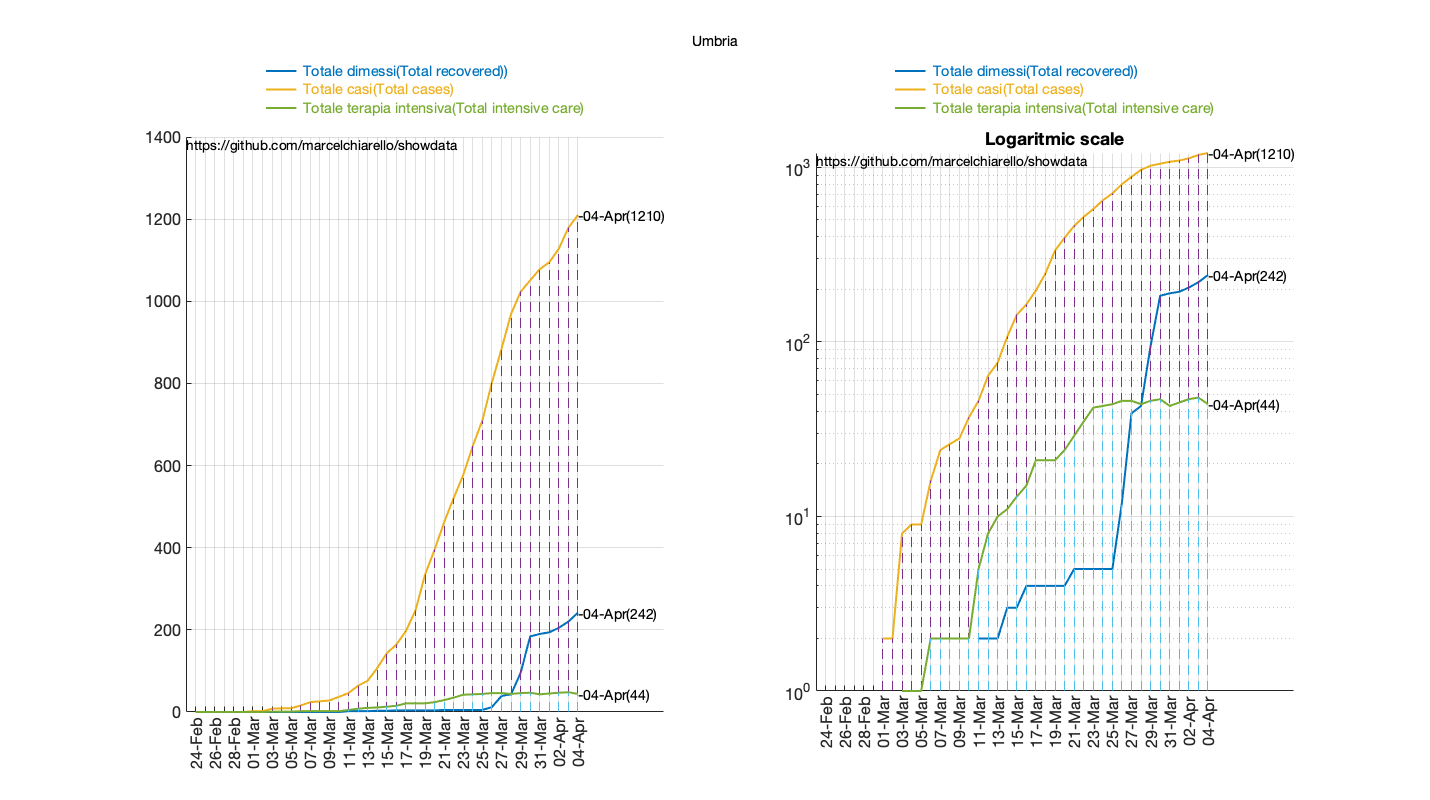 Umbria
Totale dimessi(Total recovered))
Totale casi(Total cases)
Totale terapia intensiva(Total intensive care)
1400
1200
1000
800
600
400
200
0
https://github.com/marcelchiarello/showdata
-04-Apr(1210)
-04-Apr(242)
-04-Apr(44)
24-Feb
26-Feb
28-Feb
01-Mar
03-Mar
05-Mar
07-Mar
09-Mar
11-Mar
13-Mar
15-Mar
17-Mar
19-Mar
21-Mar
23-Mar
25-Mar
27-Mar
29-Mar
31-Mar
02-Apr
04-Apr
Totale dimessi(Total recovered))
Totale casi(Total cases)
Totale terapia intensiva(Total intensive care)
Logaritmic scale
https://github.com/marcelchiarello/showdata
10³
10²
10¹
10⁰
-04-Apr(1210)
-04-Apr(242)
-04-Apr(44)
24-Feb
26-Feb
28-Feb
01-Mar
03-Mar
05-Mar
07-Mar
09-Mar
11-Mar
13-Mar
15-Mar
17-Mar
19-Mar
21-Mar
23-Mar
25-Mar
27-Mar
29-Mar
31-Mar
02-Apr
04-Apr